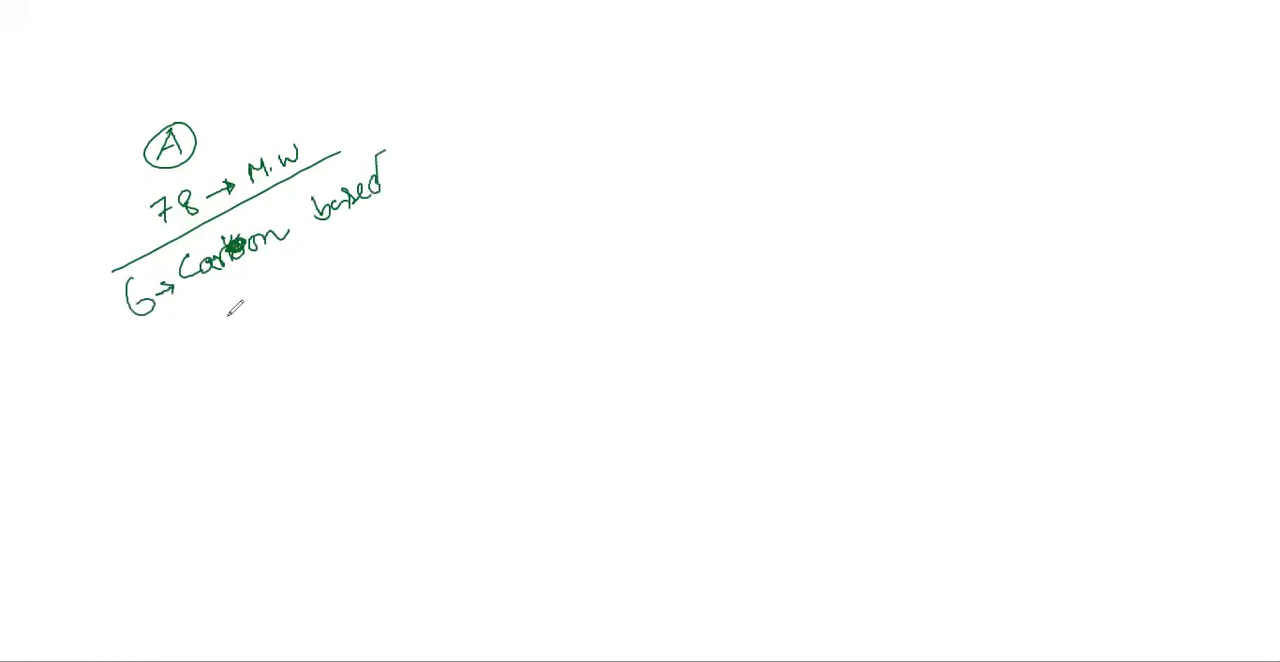 A
78 → M.W
6 → Carbon based